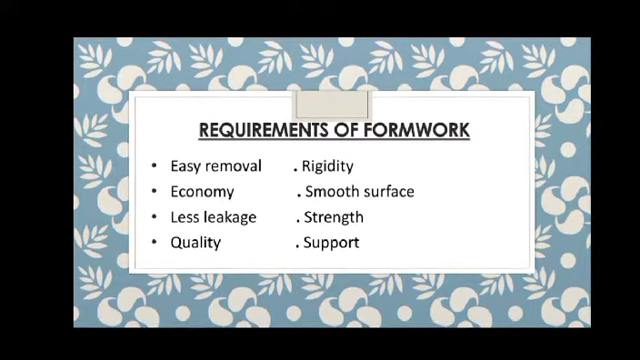 REQUIREMENTS OF FORMWORK
• Easy removal . Rigidity
• Economy . Smooth surface
• Less leakage . Strength
• Quality . Support